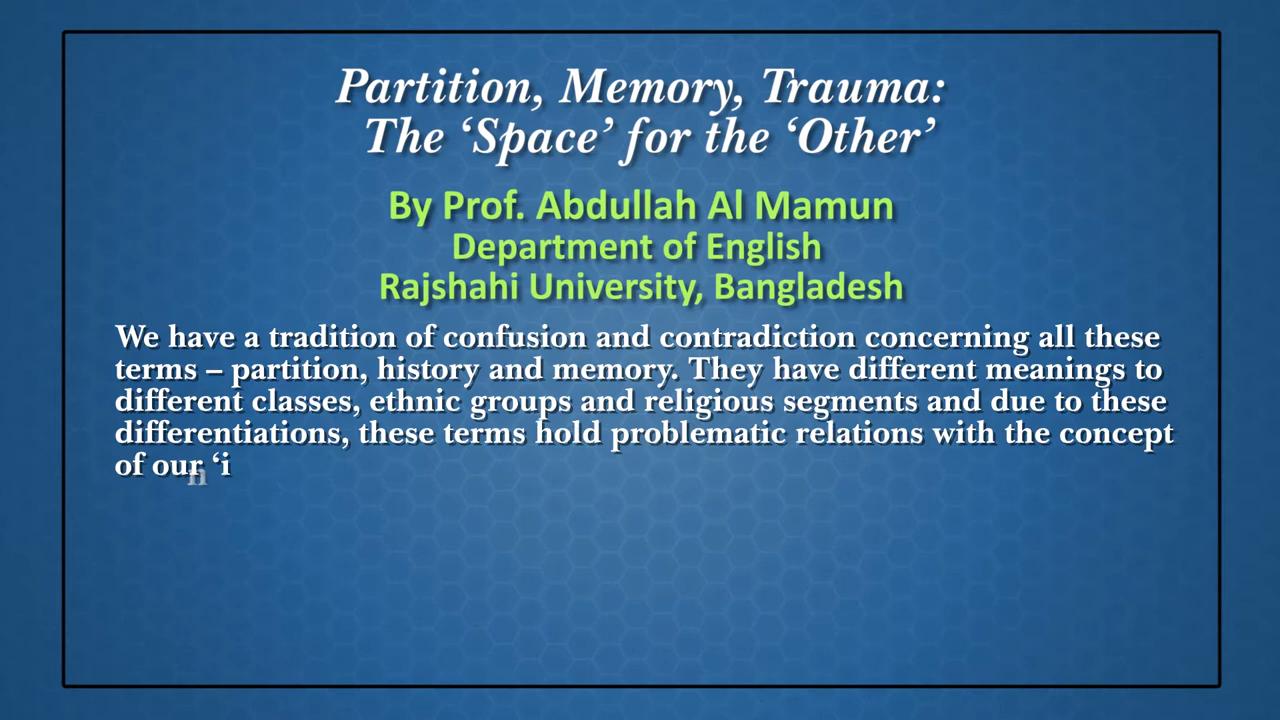 Partition, Memory, Trauma:
The ‘Space’ for the ‘Other’
By Prof. Abdullah Al Mamun
Department of English
Rajshahi University, Bangladesh
We have a tradition of confusion and contradiction concerning all these
terms – partition, history and memory. They have different meanings to
different classes, ethnic groups and religious segments and due to these
differentiations, these terms hold problematic relations with the concept
of our ‘i